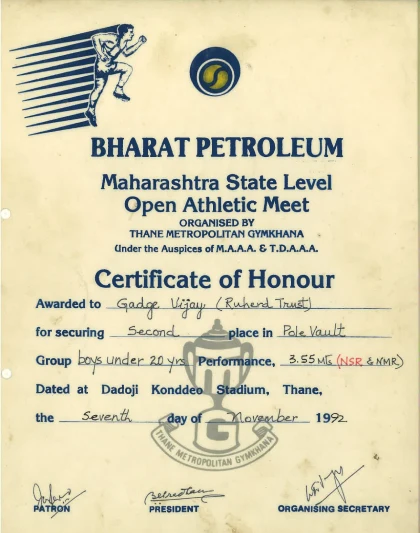 BHARAT PETROLEUM
Maharashtra State Level
Open Athletic Meet
ORGANISED BY
THANE METROPOLITAN GYMKHANA
Under the Auspices of M.A.A.A. & T.D.A.A.A.
Certificate of Honour
Awarded to Gadge Vijay (Ruherd Trust)
for securing Second place in Pole Vault
Group boys under 20 yrs Performance, 3.55 Mts (NSR & NMR)
Dated at Dadoji Konddeo Stadium, Thane,
the Seventh day of November 1992
TMG
THANE METROPOLITAN GYMKHANA
PATRON PRESIDENT ORGANISING SECRETARY